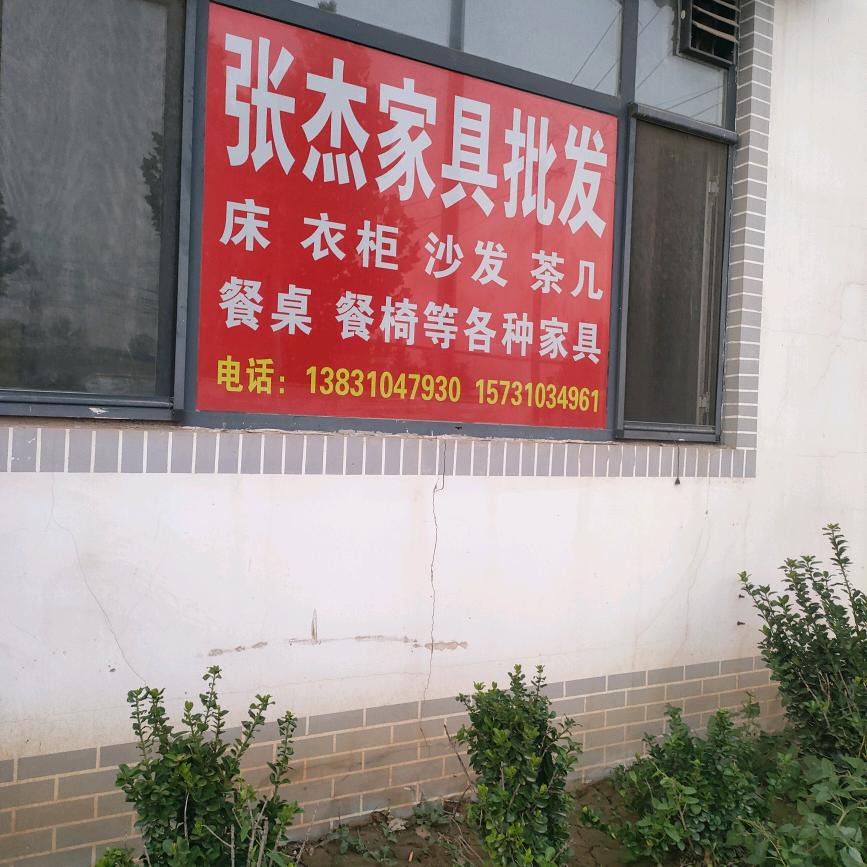 张杰家具批发
床 衣柜 沙发 茶几
餐桌 餐椅等各种家具
电话：13831047930 15731034961